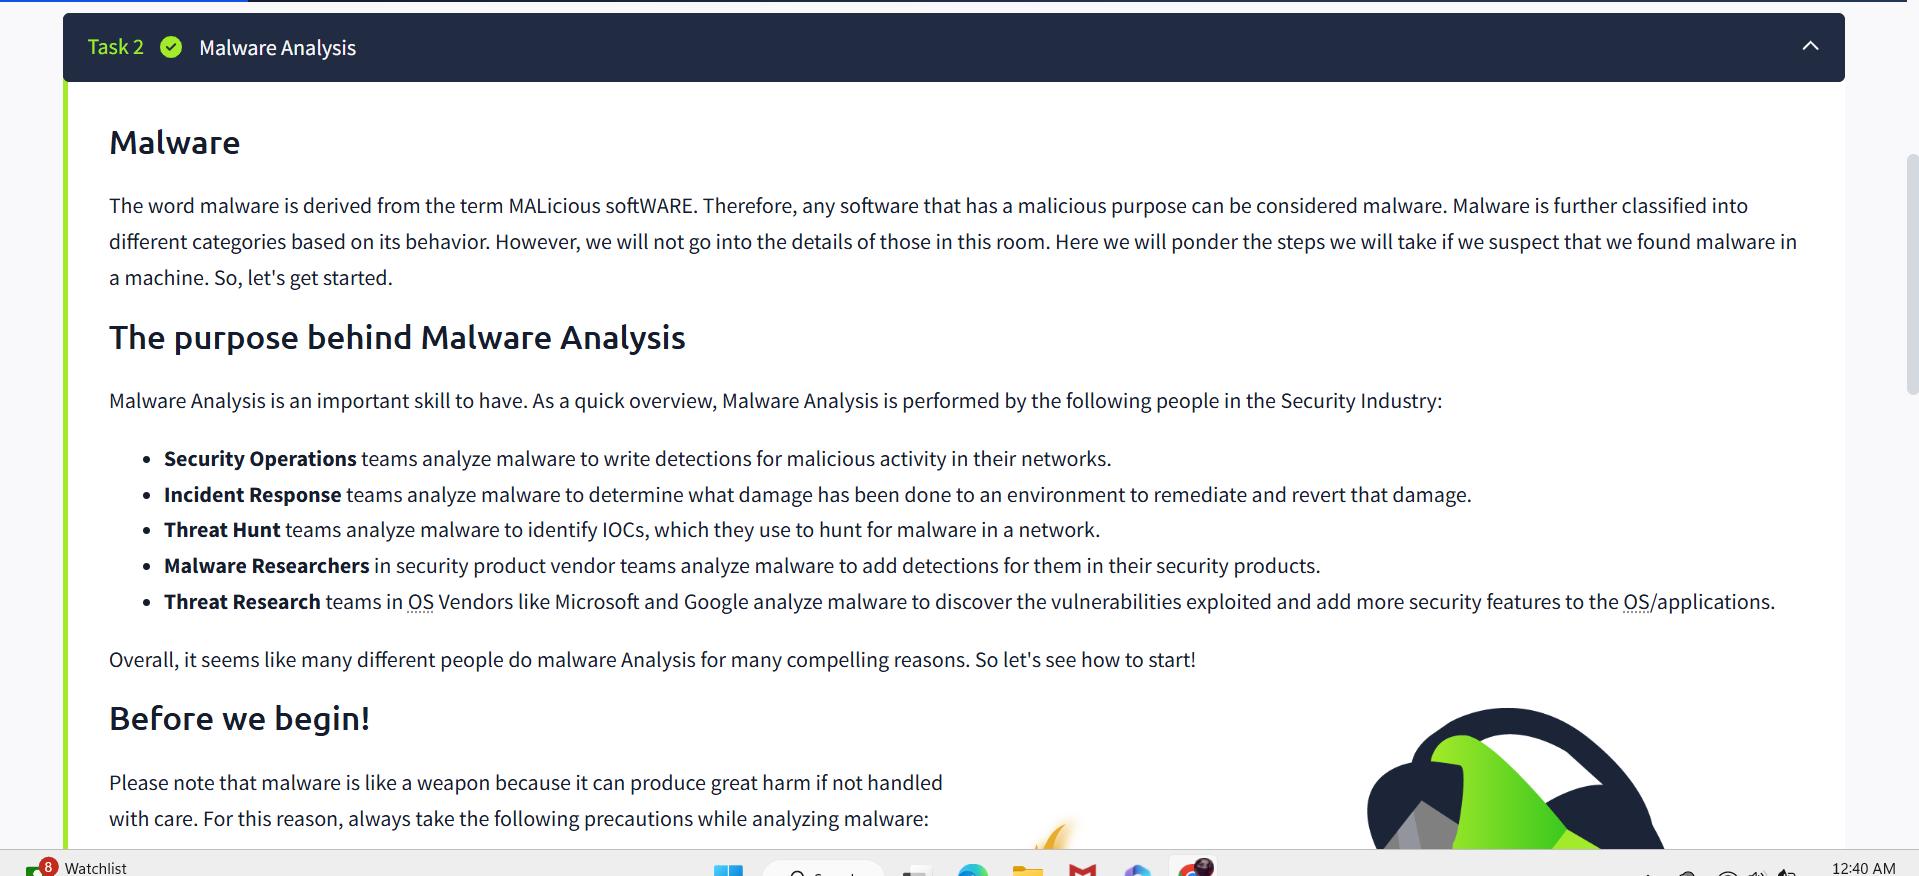 Task 2 Malware Analysis
Malware
The word malware is derived from the term MALicious softWARE. Therefore, any software that has a malicious purpose can be considered malware. Malware is further classified into
different categories based on its behavior. However, we will not go into the details of those in this room. Here we will ponder the steps we will take if we suspect that we found malware in
a machine. So, let's get started.
The purpose behind Malware Analysis
Malware Analysis is an important skill to have. As a quick overview, Malware Analysis is performed by the following people in the Security Industry:
• Security Operations teams analyze malware to write detections for malicious activity in their networks.
• Incident Response teams analyze malware to determine what damage has been done to an environment to remediate and revert that damage.
• Threat Hunt teams analyze malware to identify IOCs, which they use to hunt for malware in a network.
• Malware Researchers in security product vendor teams analyze malware to add detections for them in their security products.
• Threat Research teams in OS Vendors like Microsoft and Google analyze malware to discover the vulnerabilities exploited and add more security features to the OS/applications.
Overall, it seems like many different people do malware Analysis for many compelling reasons. So let's see how to start!
Before we begin!
Please note that malware is like a weapon because it can produce great harm if not handled
with care. For this reason, always take the following precautions while analyzing malware:
8 Watchlist
12:40 AM